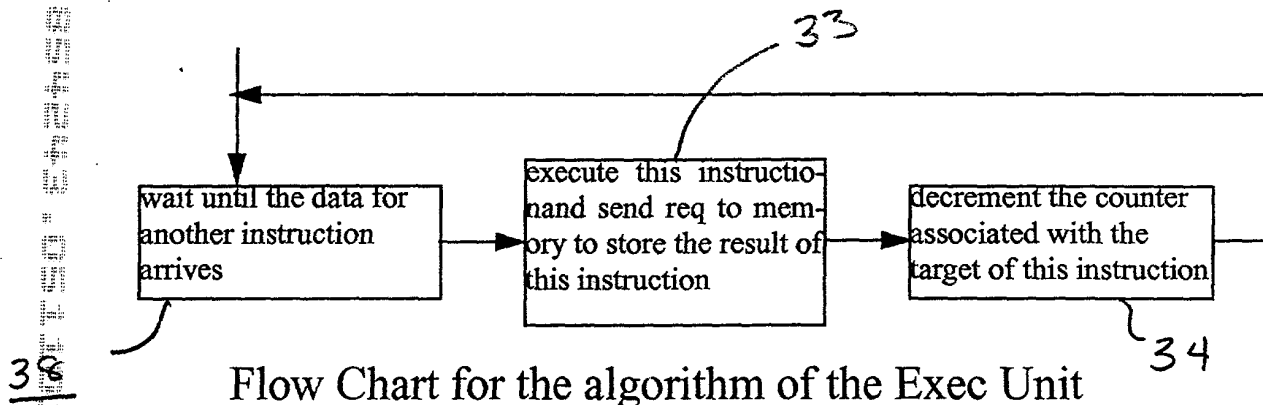 33
wait until the data for
another instruction
arrives
execute this instructio-
nand send req to mem-
ory to store the result of
this instruction
decrement the counter
associated with the
target of this instruction
34
38
Flow Chart for the algorithm of the Exec Unit